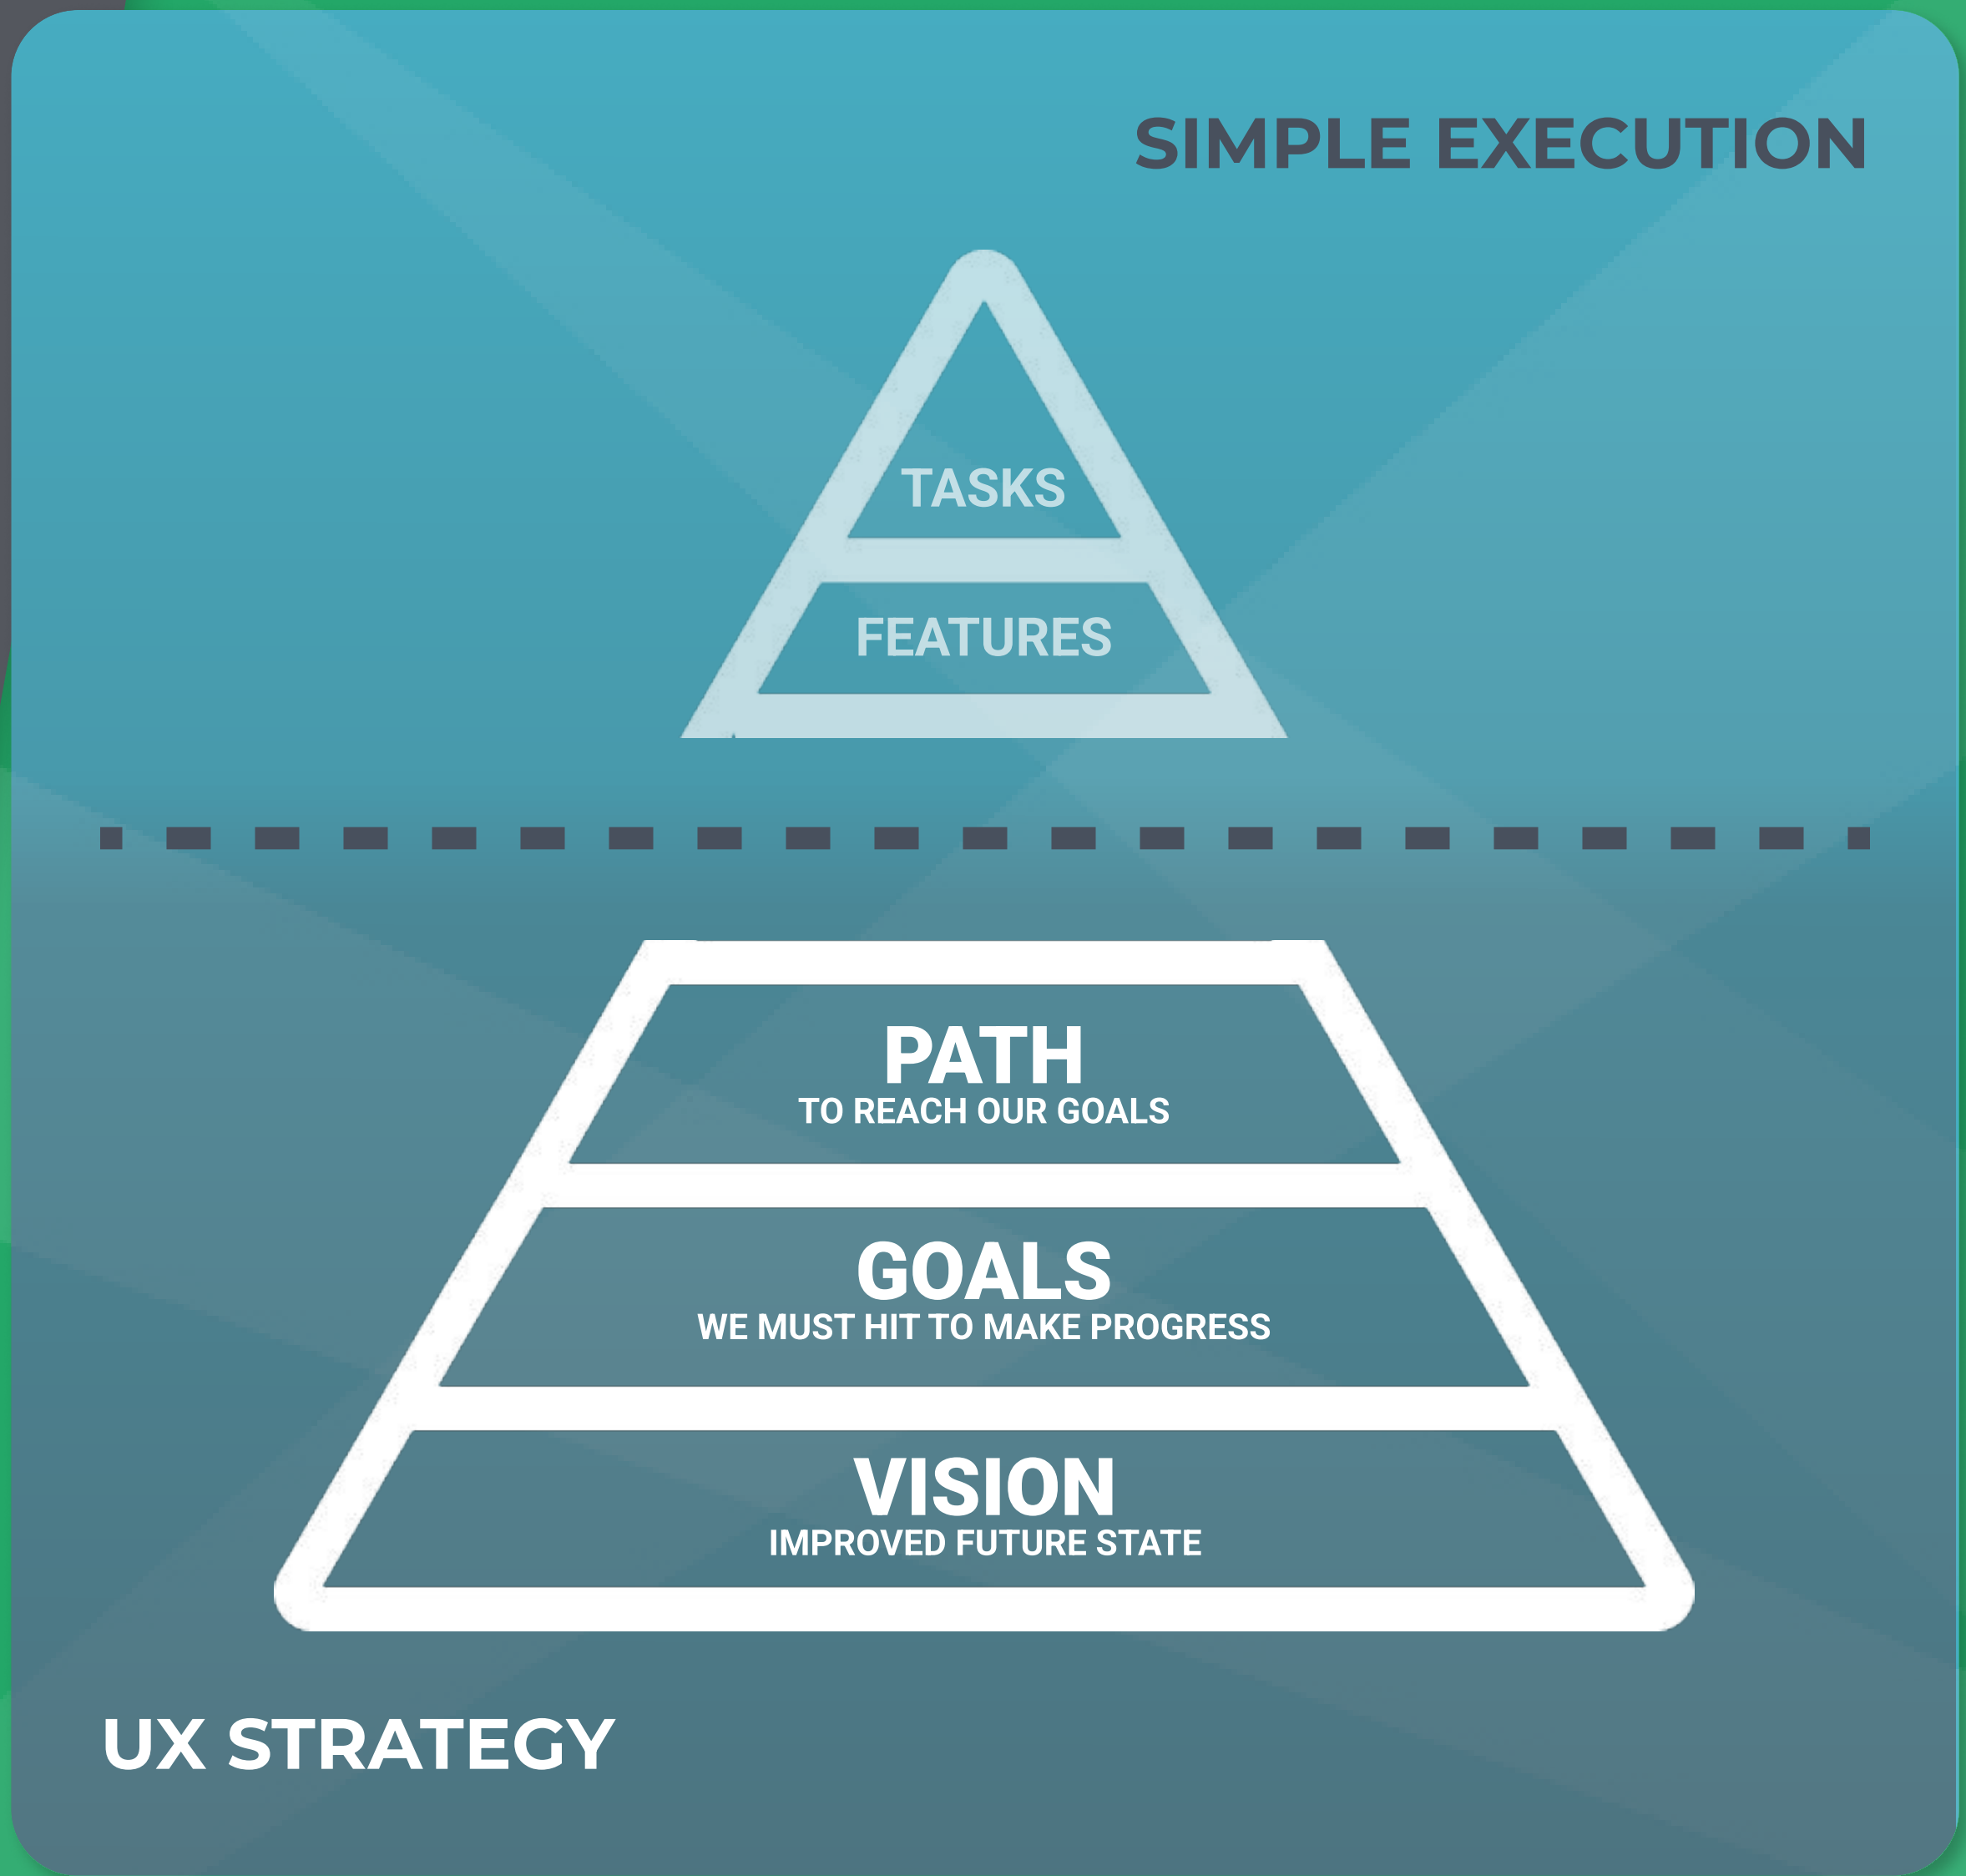 SIMPLE EXECUTION
TASKS
FEATURES
PATH
TO REACH OUR GOALS
GOALS
WE MUST HIT TO MAKE PROGRESS
VISION
IMPROVED FUTURE STATE
UX STRATEGY